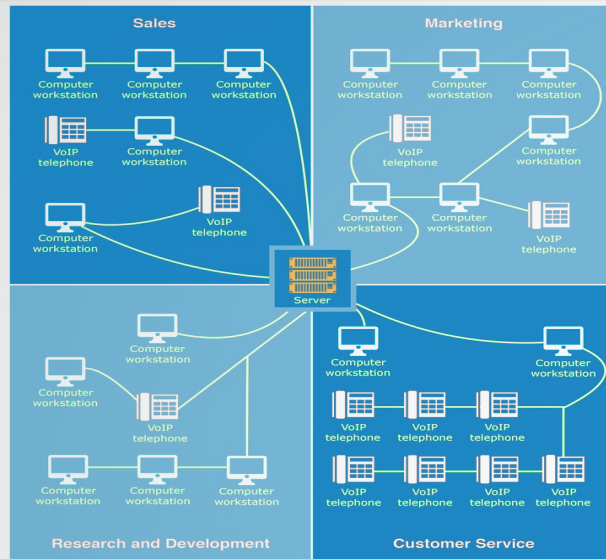 Sales
Computer workstation
Computer workstation
Computer workstation
VoIP telephone
Computer workstation
VoIP telephone
Computer workstation
Marketing
Computer workstation
Computer workstation
Computer workstation
VoIP telephone
Computer workstation
Computer workstation
Computer workstation
VoIP telephone
Server
Computer workstation
Computer workstation
VoIP telephone
Computer workstation
Computer workstation
Computer workstation
Research and Development
Computer workstation
Computer workstation
VoIP telephone
VoIP telephone
VoIP telephone
VoIP telephone
VoIP telephone
VoIP telephone
VoIP telephone
Customer Service